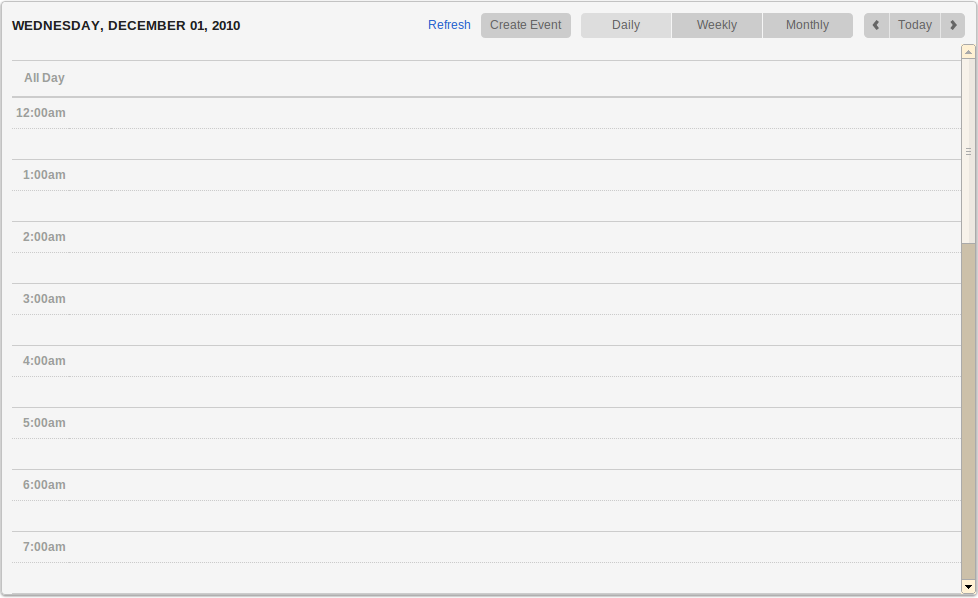 WEDNESDAY, DECEMBER 01, 2010 Refresh Create Event Daily Weekly Monthly Today
All Day
12:00am
1:00am
2:00am
3:00am
4:00am
5:00am
6:00am
7:00am